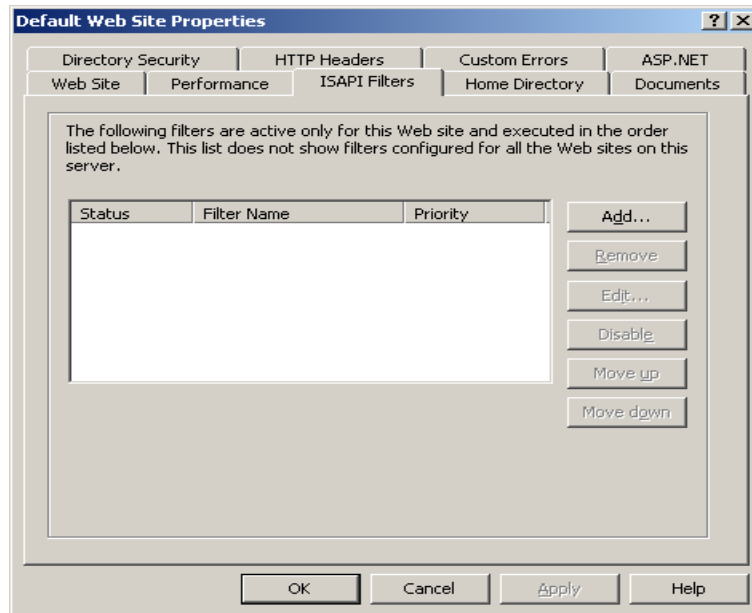 Default Web Site Properties
? X
Directory Security HTTP Headers Custom Errors ASP.NET
Web Site Performance ISAPI Filters Home Directory Documents
The following filters are active only for this Web site and executed in the order
listed below. This list does not show filters configured for all the Web sites on this
server.
Status Filter Name Priority
Add...
Remove
Edit...
Disable
Move up
Move down
OK Cancel Apply Help